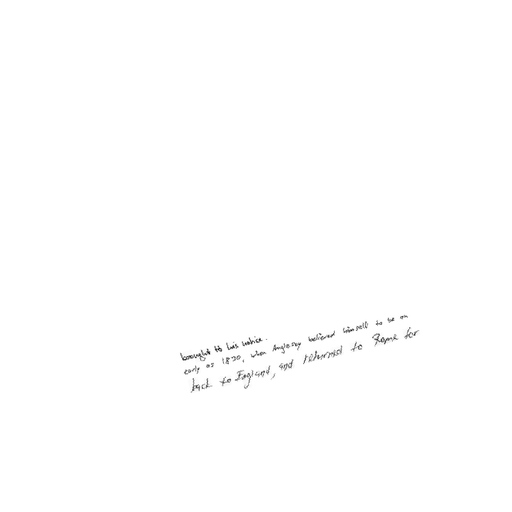 brought to his notice.
early as 1830, when Anglesey believed himself to be on
back to England, and returned to Rome for